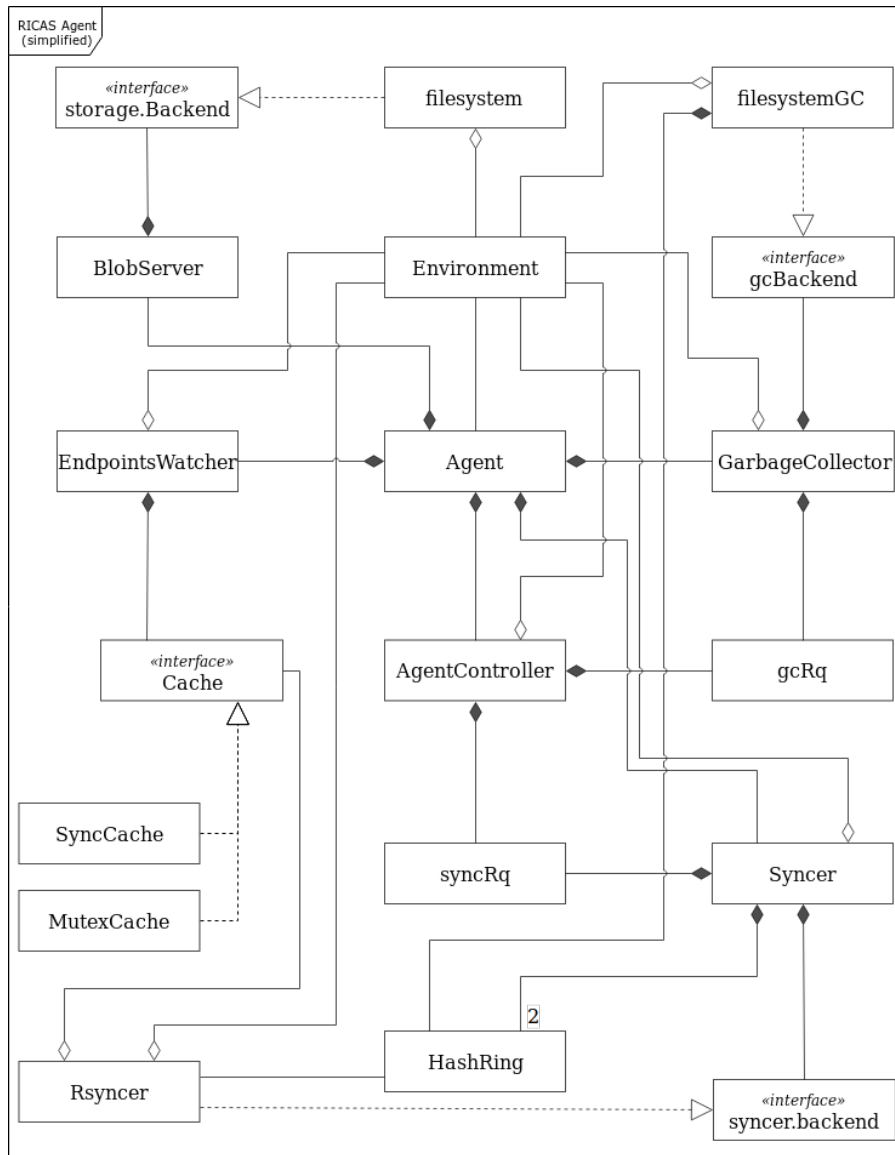 RICAS Agent
(simplified)
«interface»
storage.Backend
filesystem
filesystemGC
BlobServer
Environment
«interface»
gcBackend
EndpointsWatcher
Agent
GarbageCollector
«interface»
Cache
AgentController
gcRq
SyncCache
syncRq
Syncer
MutexCache
2
HashRing
Rsyncer
«interface»
syncer.backend